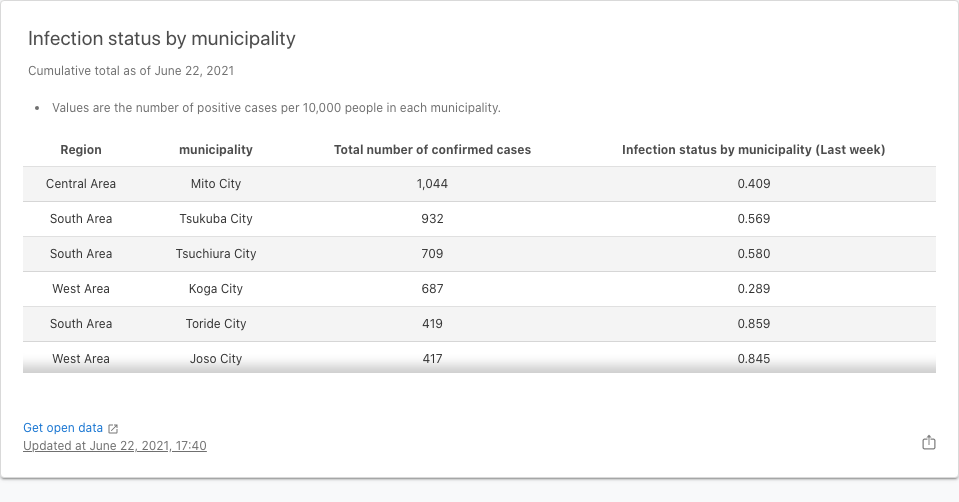 Infection status by municipality
Cumulative total as of June 22, 2021
• Values are the number of positive cases per 10,000 people in each municipality.
Region municipality Total number of confirmed cases Infection status by municipality (Last week)
Central Area Mito City 1,044 0.409
South Area Tsukuba City 932 0.569
South Area Tsuchiura City 709 0.580
West Area Koga City 687 0.289
South Area Toride City 419 0.859
West Area Joso City 417 0.845
Get open data
Updated at June 22, 2021, 17:40